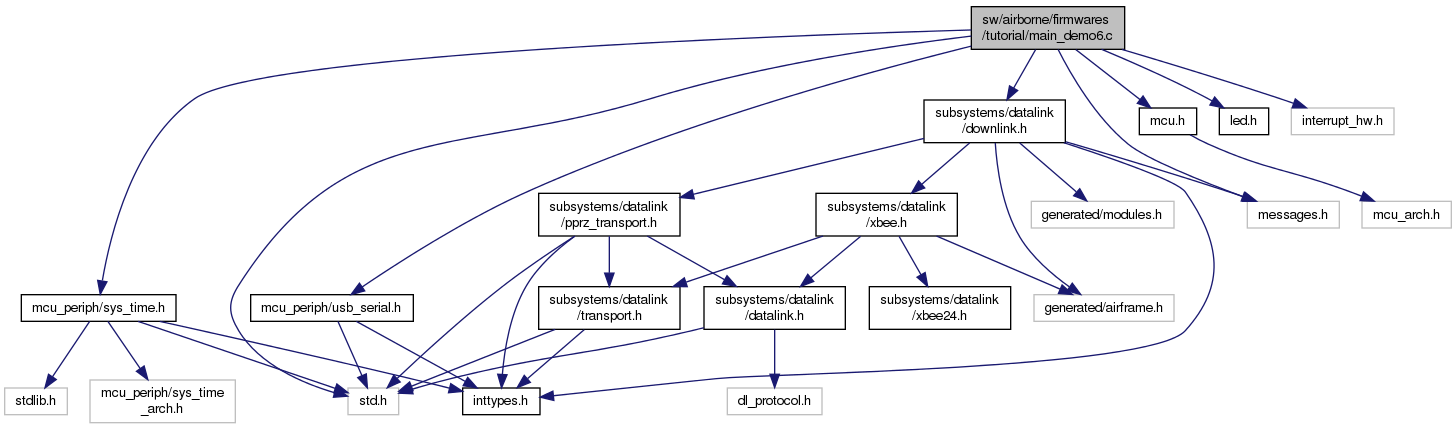 sw/airborne/firmwares
/tutorial/main_demo6.c
subsystems/datalink
/downlink.h
mcu.h
led.h
interrupt_hw.h
subsystems/datalink
/pprz_transport.h
subsystems/datalink
/xbee.h
generated/modules.h
messages.h
mcu_arch.h
mcu_periph/sys_time.h
mcu_periph/usb_serial.h
subsystems/datalink
/transport.h
subsystems/datalink
/datalink.h
subsystems/datalink
/xbee24.h
generated/airframe.h
stdlib.h
mcu_periph/sys_time
_arch.h
std.h
inttypes.h
dl_protocol.h